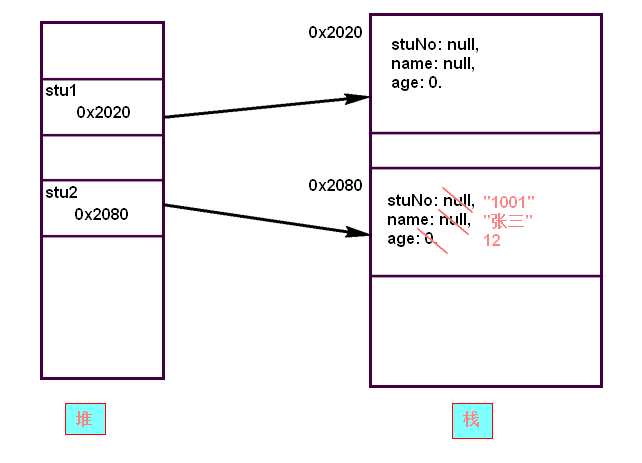 stu1
0x2020
stu2
0x2080
堆
0x2020
stuNo: null,
name: null,
age: 0.
0x2080
stuNo: null, "1001"
name: null, "张三"
age: 0. 12
栈